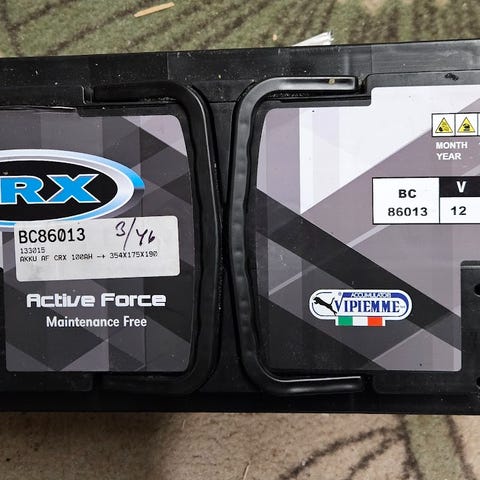 RX
BC86013 3/46
133015
AKKU AF CRX 100AH -+ 354X175X190
Active Force
Maintenance Free
MONTH
YEAR
BC
86013
V
12
ACCUMULATORI
VIPIEMME